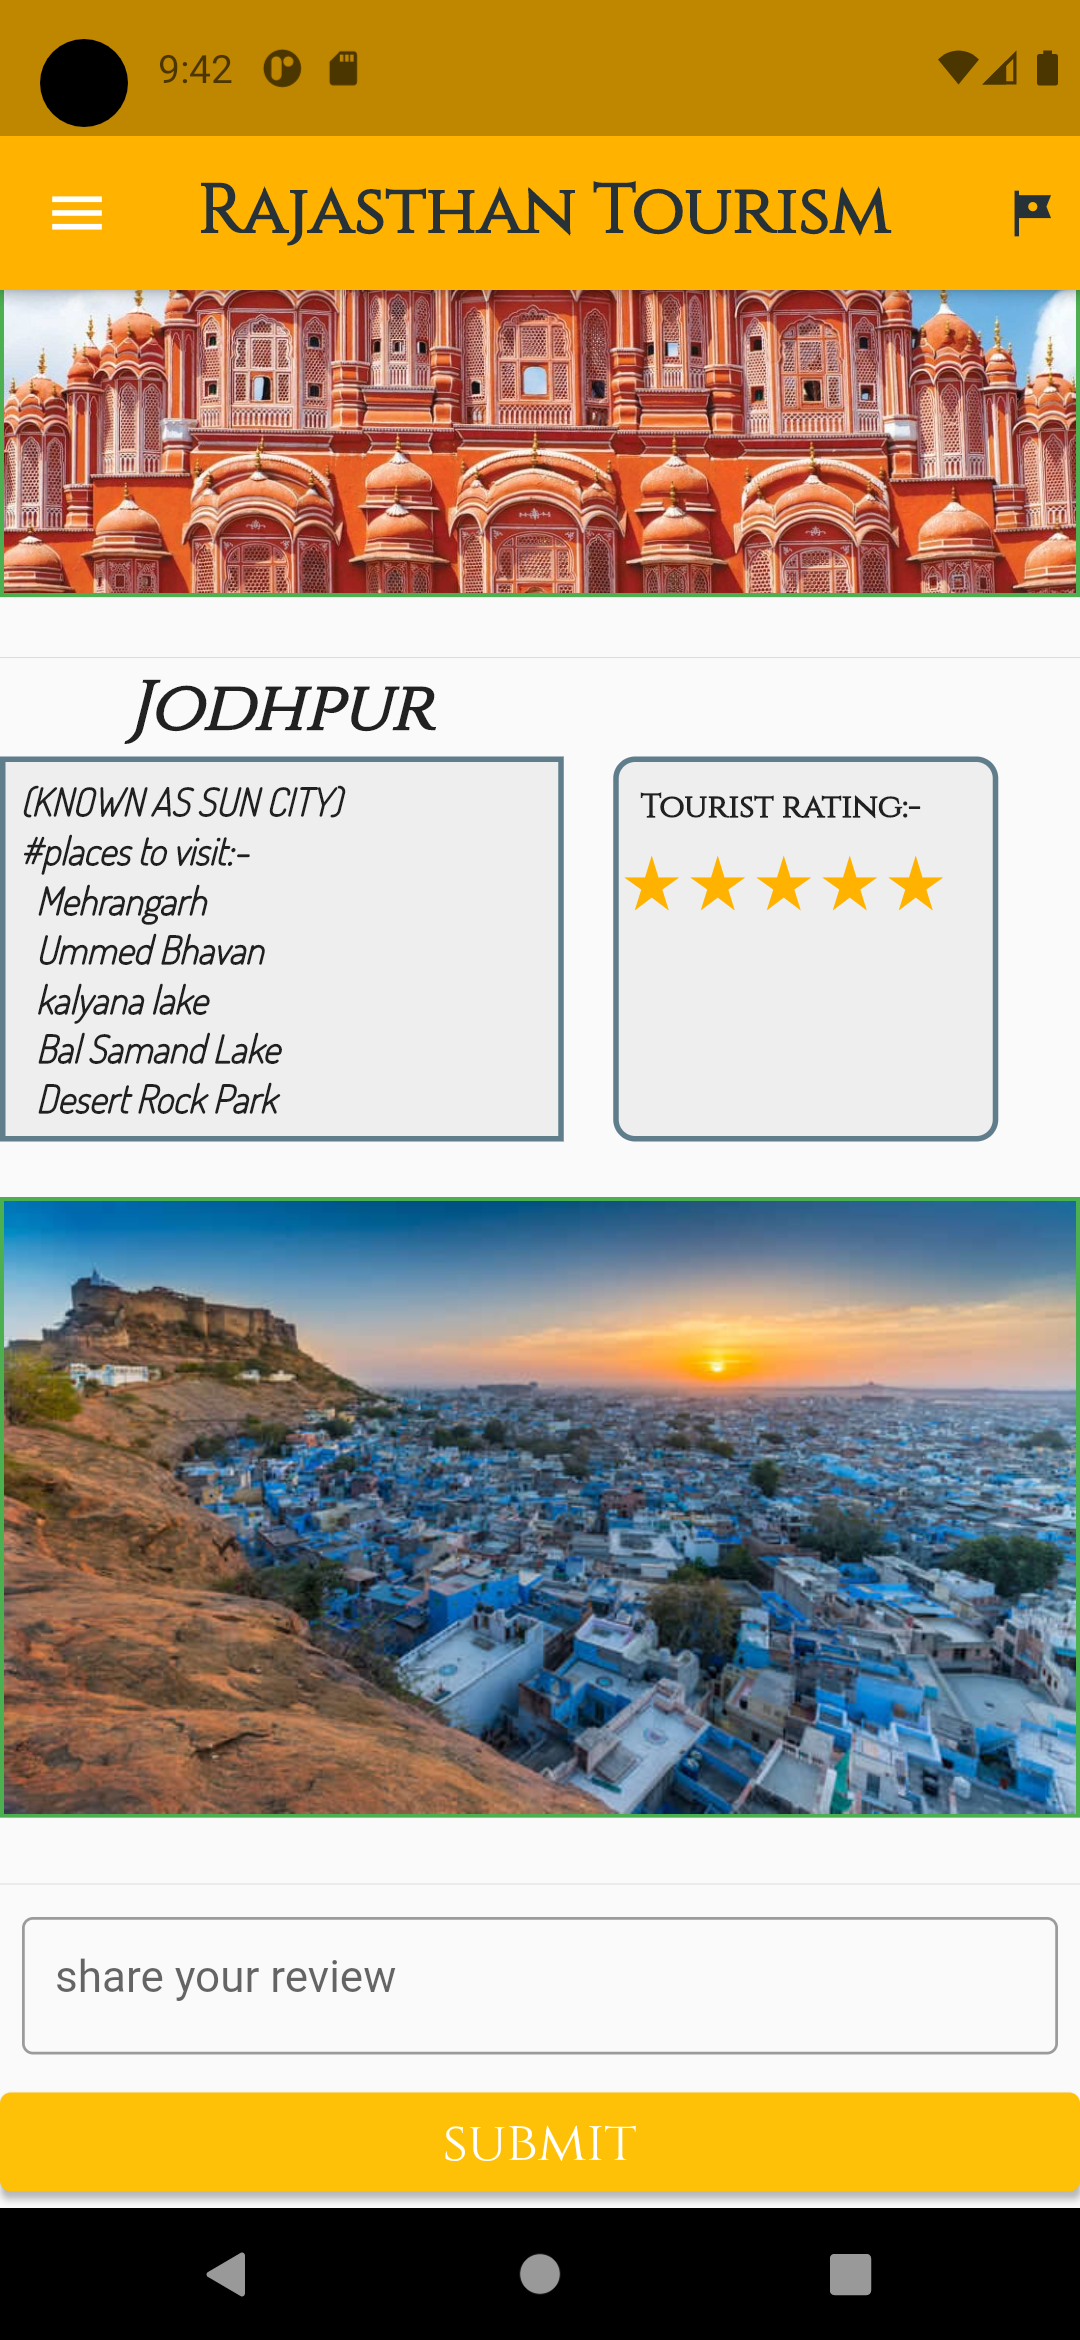 9:42
Rajasthan Tourism
Jodhpur
(KNOWN AS SUN CITY)
#places to visit:-
Mehrangarh
Ummed Bhavan
kalyana lake
Bal Samand Lake
Desert Rock Park
Tourist rating:-
share your review
SUBMIT